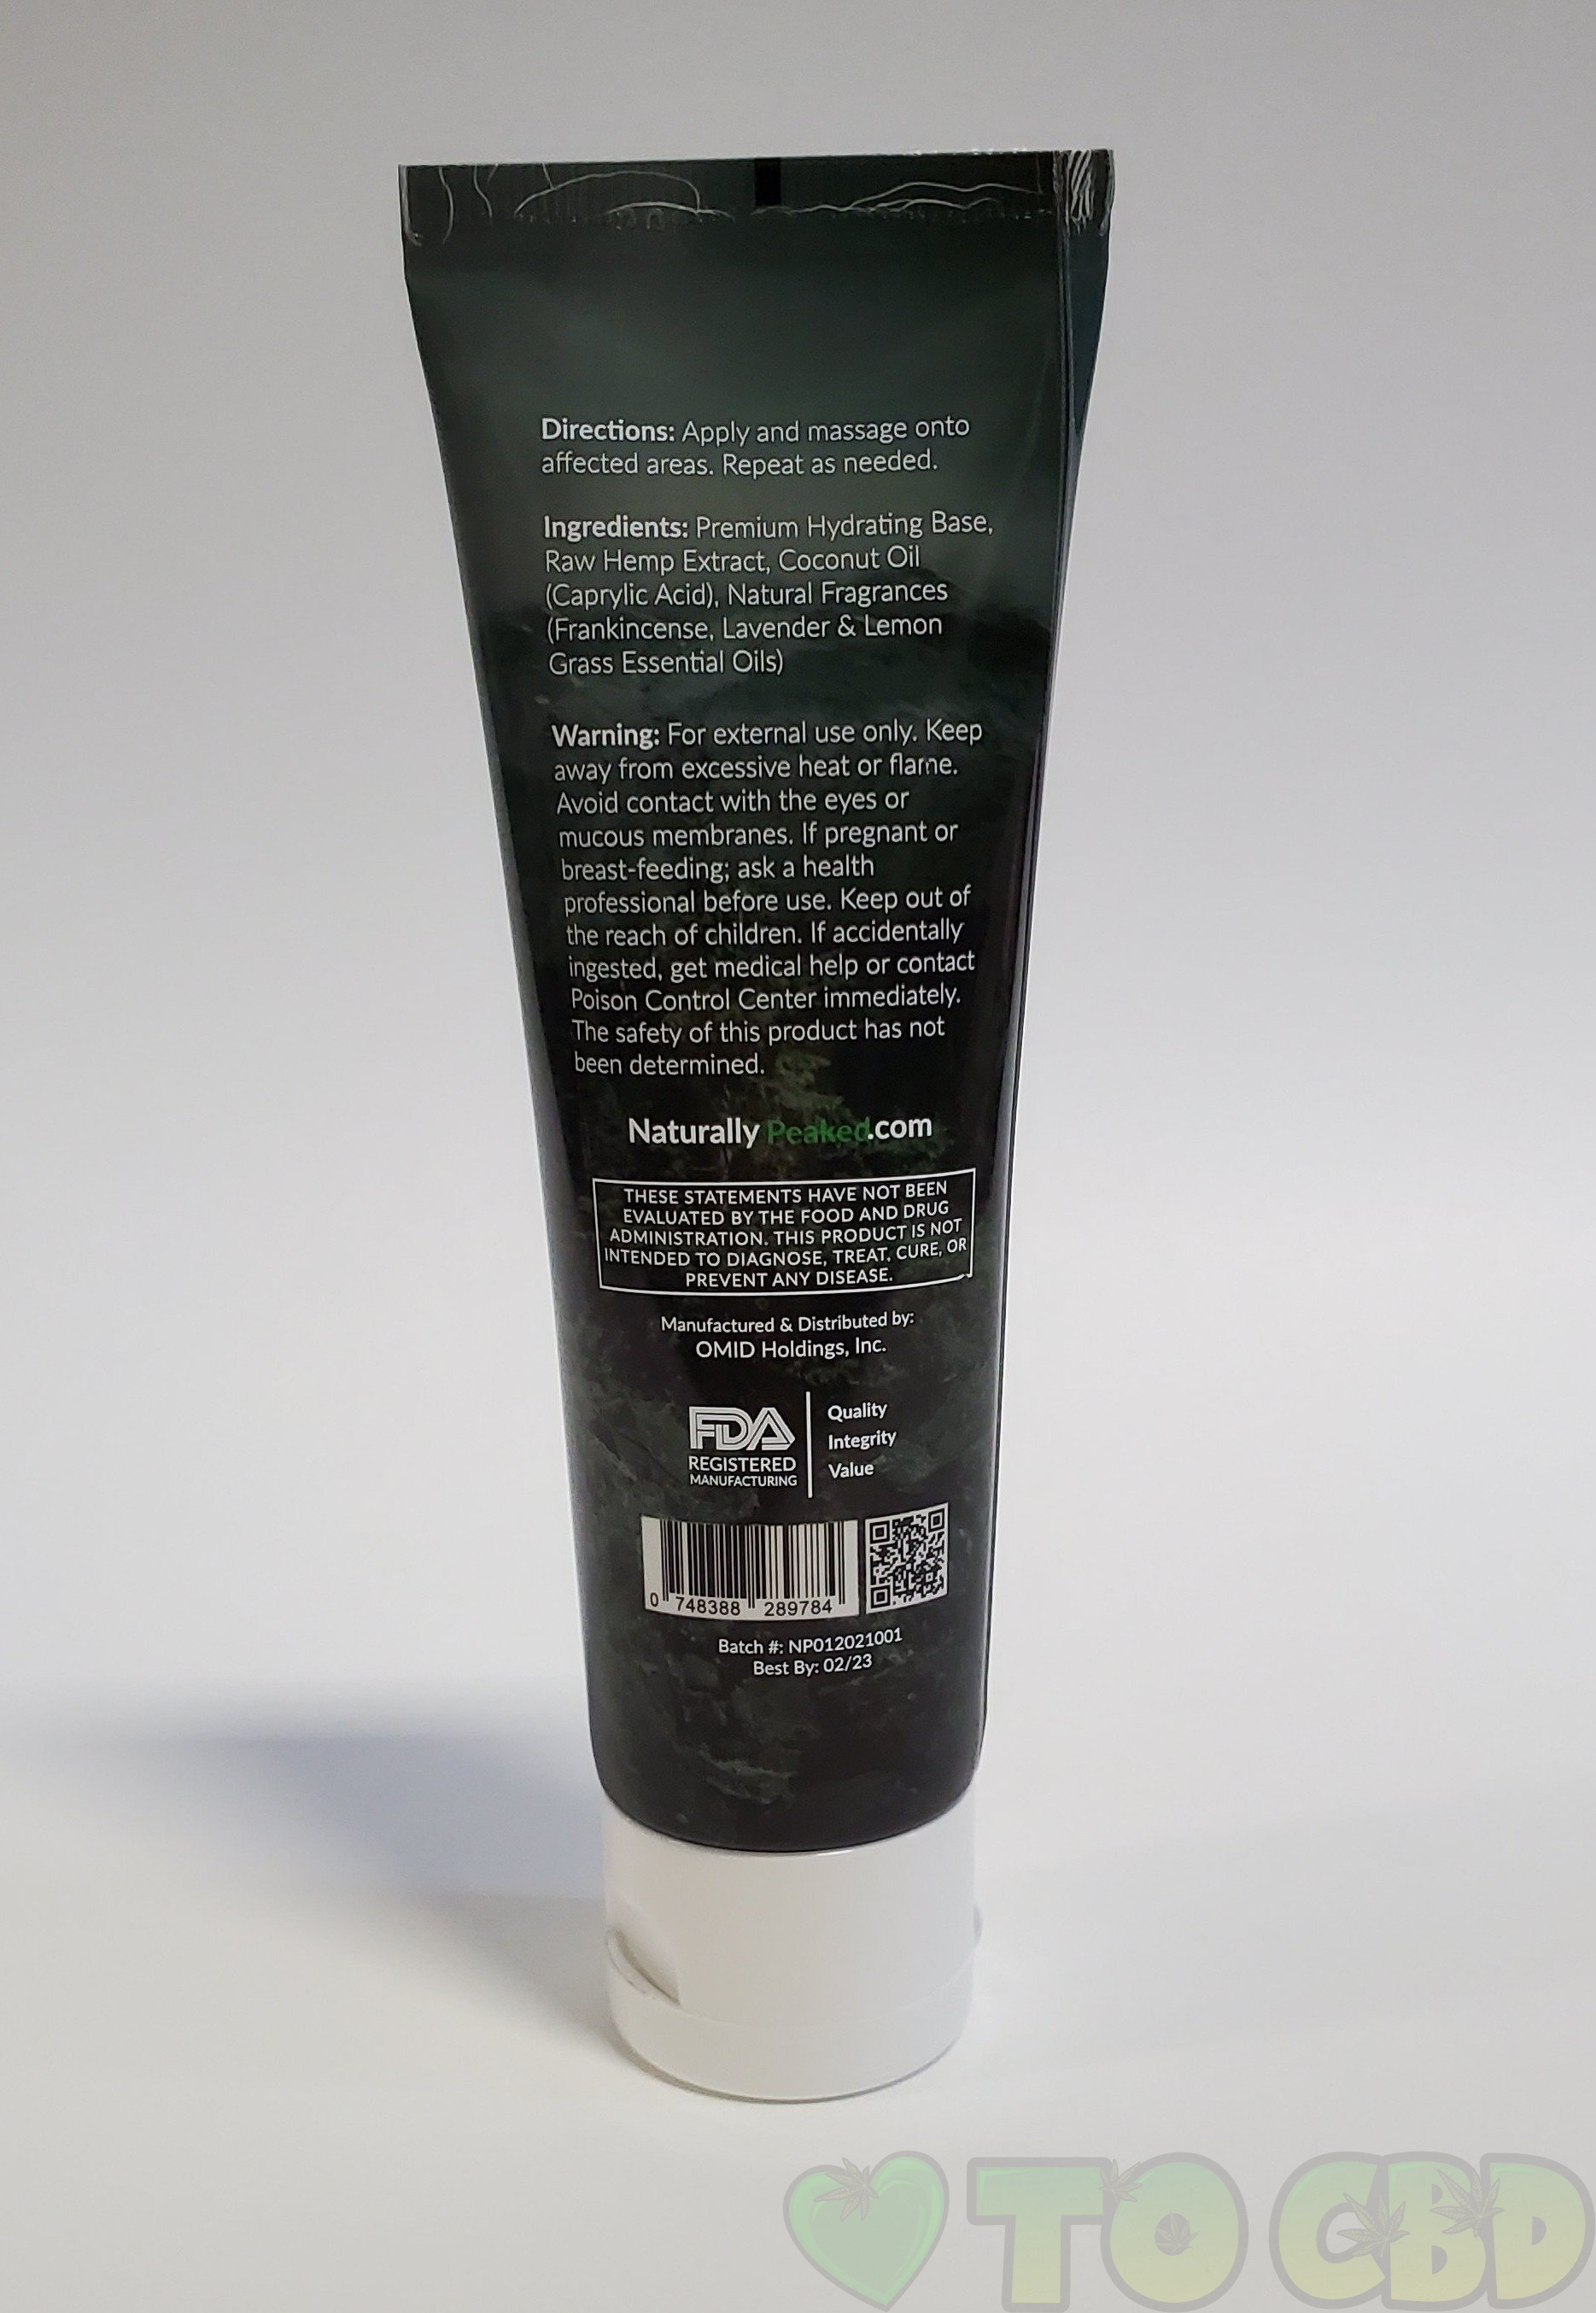 Directions: Apply and massage onto
affected areas. Repeat as needed.
Ingredients: Premium Hydrating Base,
Raw Hemp Extract, Coconut Oil
(Caprylic Acid), Natural Fragrances
(Frankincense, Lavender & Lemon
Grass Essential Oils)
Warning: For external use only. Keep
away from excessive heat or flame.
Avoid contact with the eyes or
mucous membranes. If pregnant or
breast-feeding; ask a health
professional before use. Keep out of
the reach of children. If accidentally
ingested, get medical help or contact
Poison Control Center immediately.
The safety of this product has not
been determined.
Naturally Peaked.com
THESE STATEMENTS HAVE NOT BEEN
EVALUATED BY THE FOOD AND DRUG
ADMINISTRATION. THIS PRODUCT IS NOT
INTENDED TO DIAGNOSE, TREAT, CURE, OR
PREVENT ANY DISEASE.
Manufactured & Distributed by:
OMID Holdings, Inc.
FDA
REGISTERED
MANUFACTURING
Quality
Integrity
Value
0 748388 289784
Batch #: NP012021001
Best By: 02/23
TO CBD